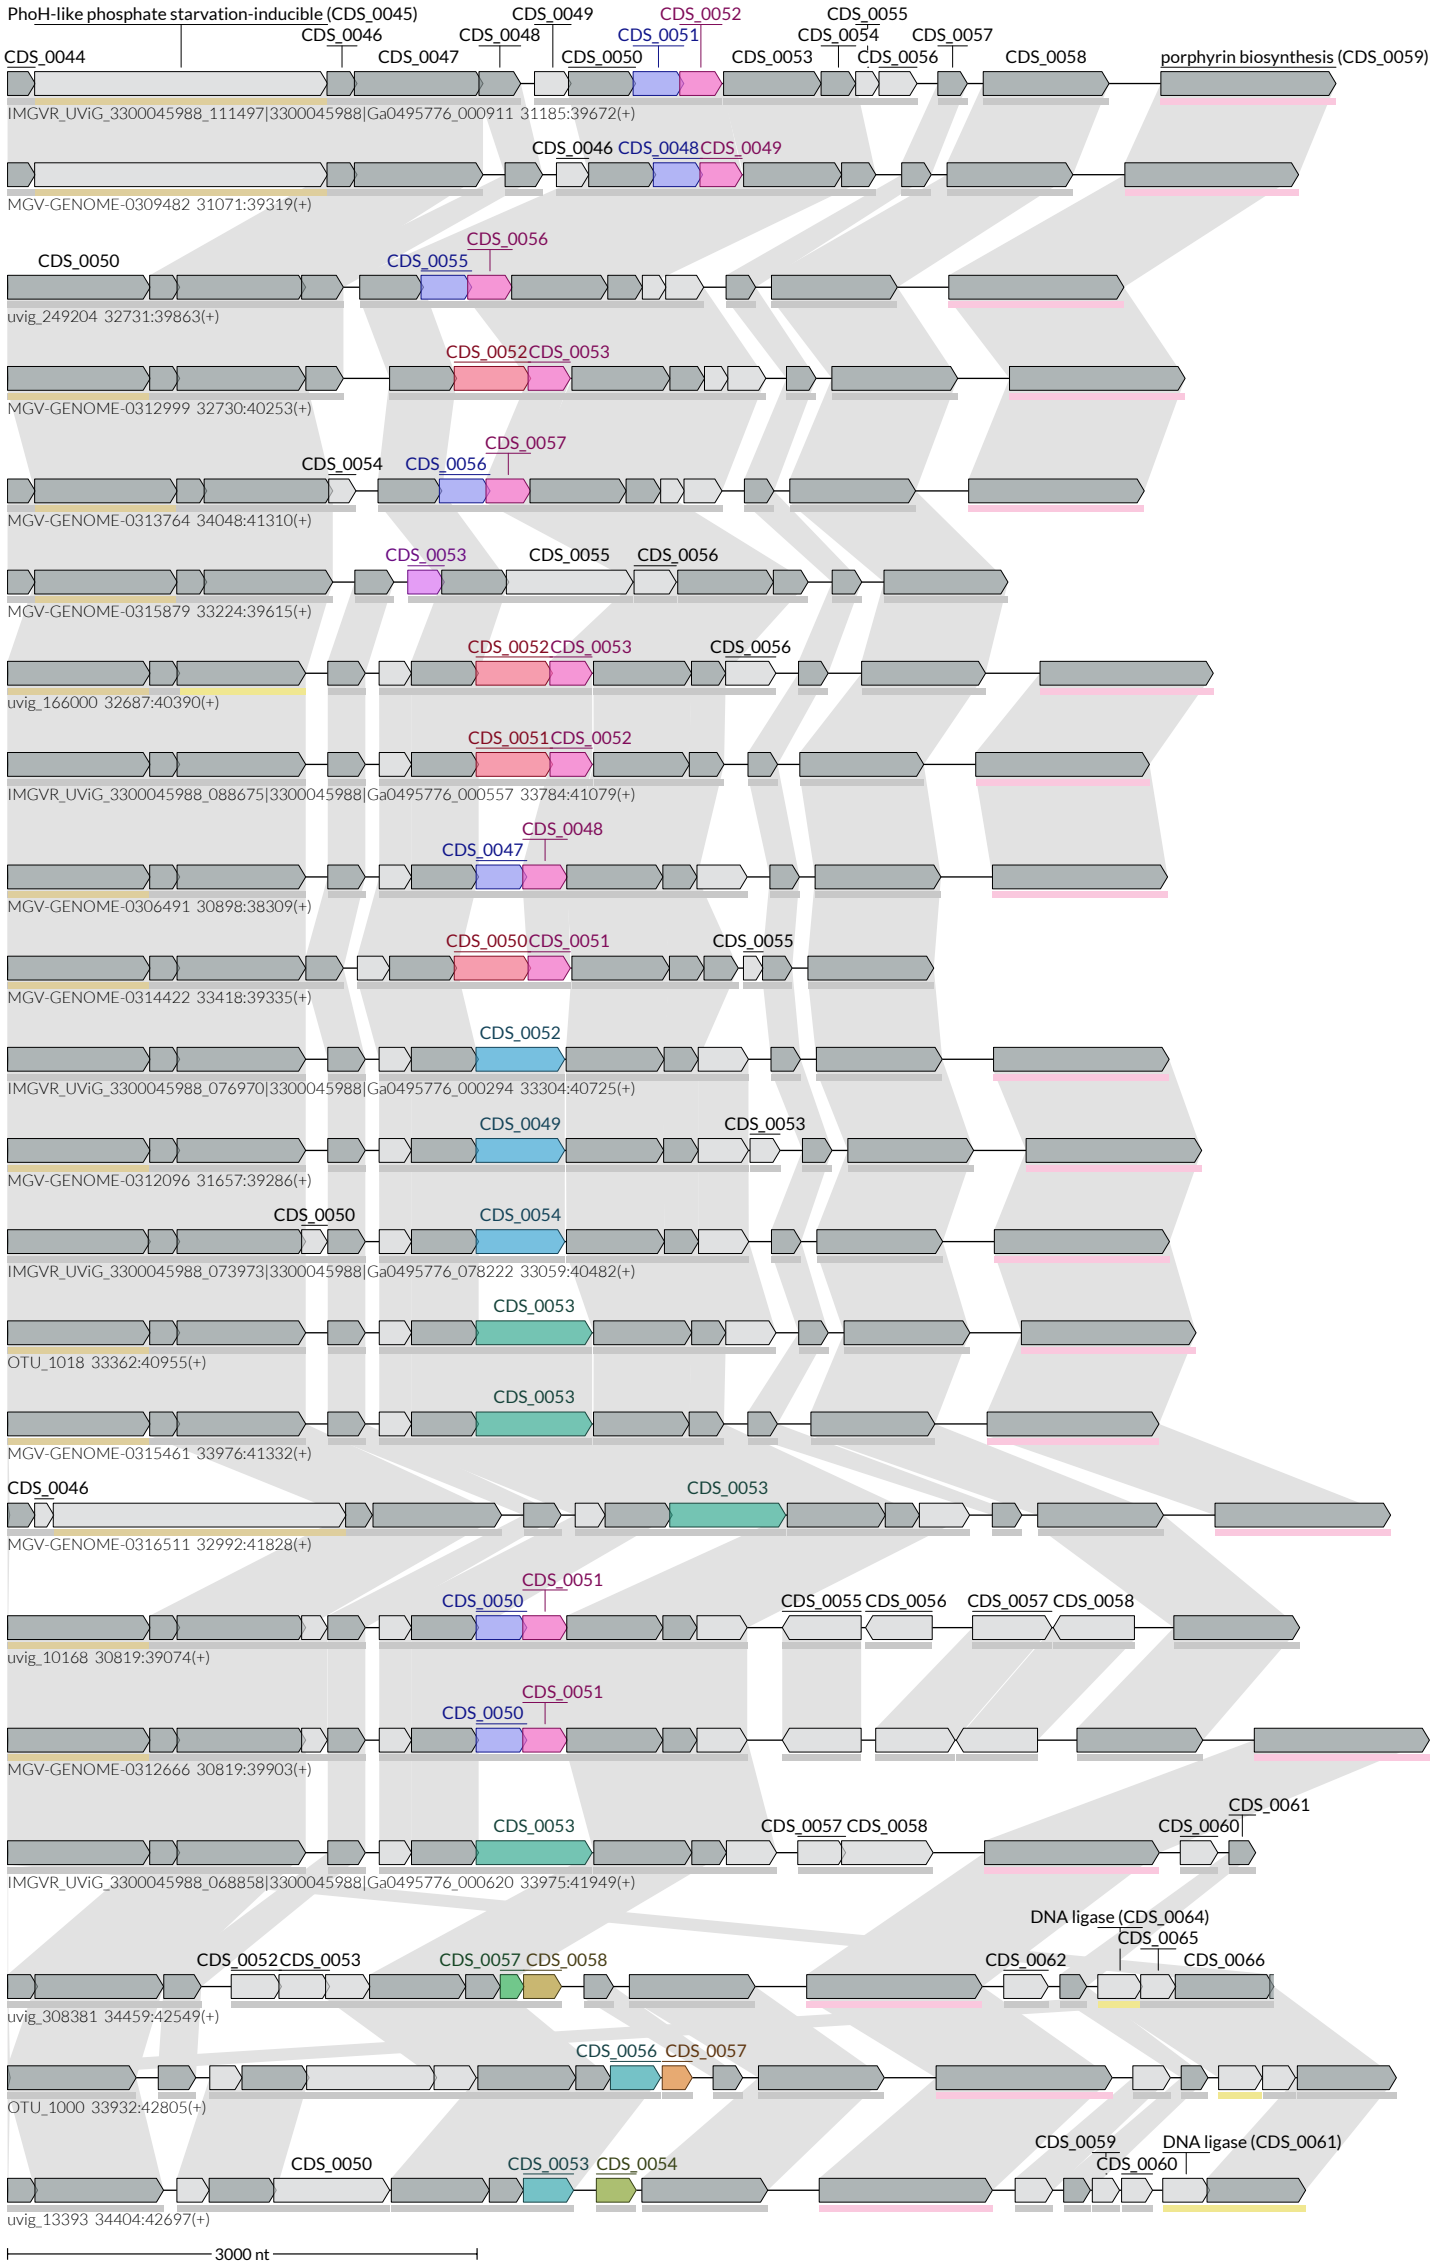 PhoH-like phosphate starvation-inducible (CDS_0045) CDS_0049 CDS_0052 CDS_0055
CDS_0046 CDS_0048 CDS_0051 CDS_0054 CDS_0057
CDS_0044 CDS_0047 CDS_0050 CDS_0053 CDS_0056 CDS_0058 porphyrin biosynthesis (CDS_0059)
IMGVR_UViG_3300045988_111497|3300045988|Ga0495776_000911 31185:39672(+)
CDS_0046 CDS_0048 CDS_0049
MGV-GENOME-0309482 31071:39319(+)
CDS_0056
CDS_0050 CDS_0055
uvig_249204 32731:39863(+)
CDS_0052 CDS_0053
MGV-GENOME-0312999 32730:40253(+)
CDS_0057
CDS_0054 CDS_0056
MGV-GENOME-0313764 34048:41310(+)
CDS_0053 CDS_0055 CDS_0056
MGV-GENOME-0315879 33224:39615(+)
CDS_0052 CDS_0053 CDS_0056
uvig_166000 32687:40390(+)
CDS_0051 CDS_0052
IMGVR_UViG_3300045988_088675|3300045988|Ga0495776_000557 33784:41079(+)
CDS_0048
CDS_0047
MGV-GENOME-0306491 30898:38309(+)
CDS_0050 CDS_0051 CDS_0055
MGV-GENOME-0314422 33418:39335(+)
CDS_0052
IMGVR_UViG_3300045988_076970|3300045988|Ga0495776_000294 33304:40725(+)
CDS_0049 CDS_0053
MGV-GENOME-0312096 31657:39286(+)
CDS_0050 CDS_0054
IMGVR_UViG_3300045988_073973|3300045988|Ga0495776_078222 33059:40482(+)
CDS_0053
OTU_1018 33362:40955(+)
CDS_0053
MGV-GENOME-0315461 33976:41332(+)
CDS_0046 CDS_0053
MGV-GENOME-0316511 32992:41828(+)
CDS_0051
CDS_0050 CDS_0055 CDS_0056 CDS_0057 CDS_0058
uvig_10168 30819:39074(+)
CDS_0051
CDS_0050
MGV-GENOME-0312666 30819:39903(+)
CDS_0061
CDS_0053 CDS_0057 CDS_0058 CDS_0060
IMGVR_UViG_3300045988_068858|3300045988|Ga0495776_000620 33975:41949(+)
DNA ligase (CDS_0064)
CDS_0065
CDS_0052 CDS_0053 CDS_0057 CDS_0058 CDS_0062 CDS_0066
uvig_308381 34459:42549(+)
CDS_0056 CDS_0057
OTU_1000 33932:42805(+)
CDS_0059 DNA ligase (CDS_0061)
CDS_0050 CDS_0053 CDS_0054 CDS_0060
uvig_13393 34404:42697(+)
3000 nt